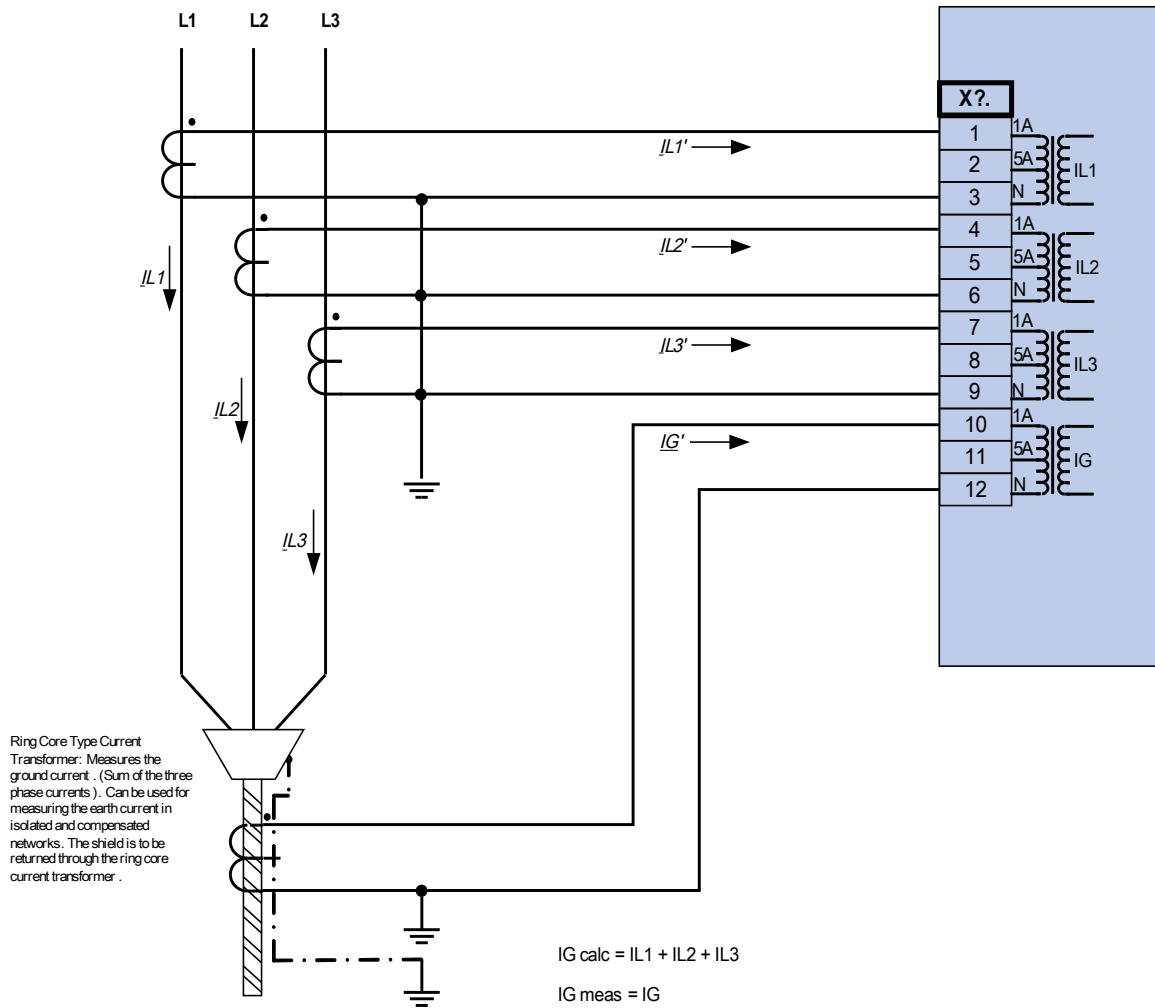 L1 L2 L3
X?.
1 1A
2 5A
3 N
IL1
4 1A
5 5A
6 N
IL2
7 1A
8 5A
9 N
IL3
10 1A
11 5A
12 N
IG
IL1'
IL2'
IL3'
IG'
IL1
IL2
IL3
Ring Core Type Current
Transformer: Measures the
ground current . (Sum of the three
phase currents ). Can be used for
measuring the earth current in
isolated and compensated
networks. The shield is to be
returned through the ring core
current transformer .
IG calc = IL1 + IL2 + IL3
IG meas = IG